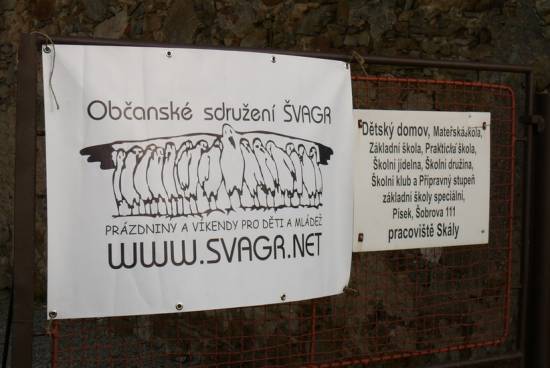 Občanské sdružení ŠVAGR
PRÁZDNINY A VÍKENDY PRO DĚTI A MLÁDEŽ
WWW.SVAGR.NET
Dětský domov, Mateřská škola,
Základní škola, Praktická škola,
Školní jídelna, Školní družina,
Školní klub a Přípravný stupeň
základní školy speciální,
Písek, Šobrova 111
pracoviště Skály